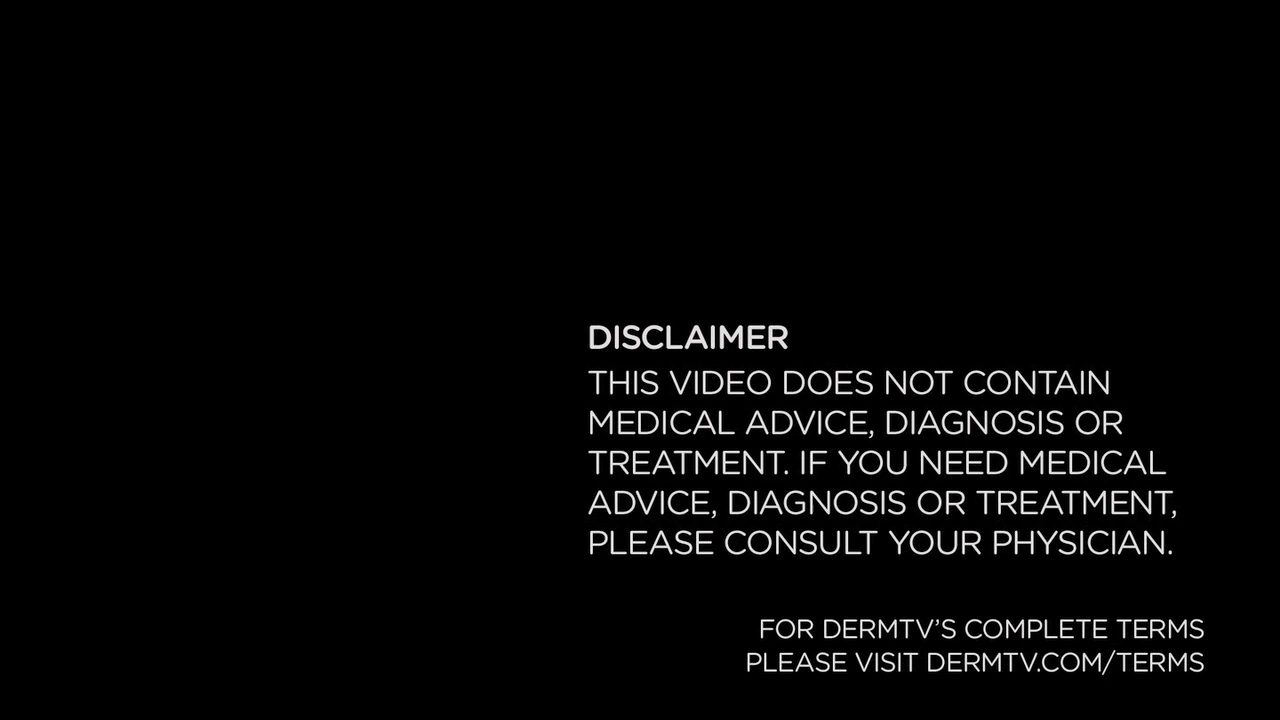 DISCLAIMER
THIS VIDEO DOES NOT CONTAIN
MEDICAL ADVICE, DIAGNOSIS OR
TREATMENT. IF YOU NEED MEDICAL
ADVICE, DIAGNOSIS OR TREATMENT,
PLEASE CONSULT YOUR PHYSICIAN.
FOR DERMTV’S COMPLETE TERMS
PLEASE VISIT DERMTV.COM/TERMS